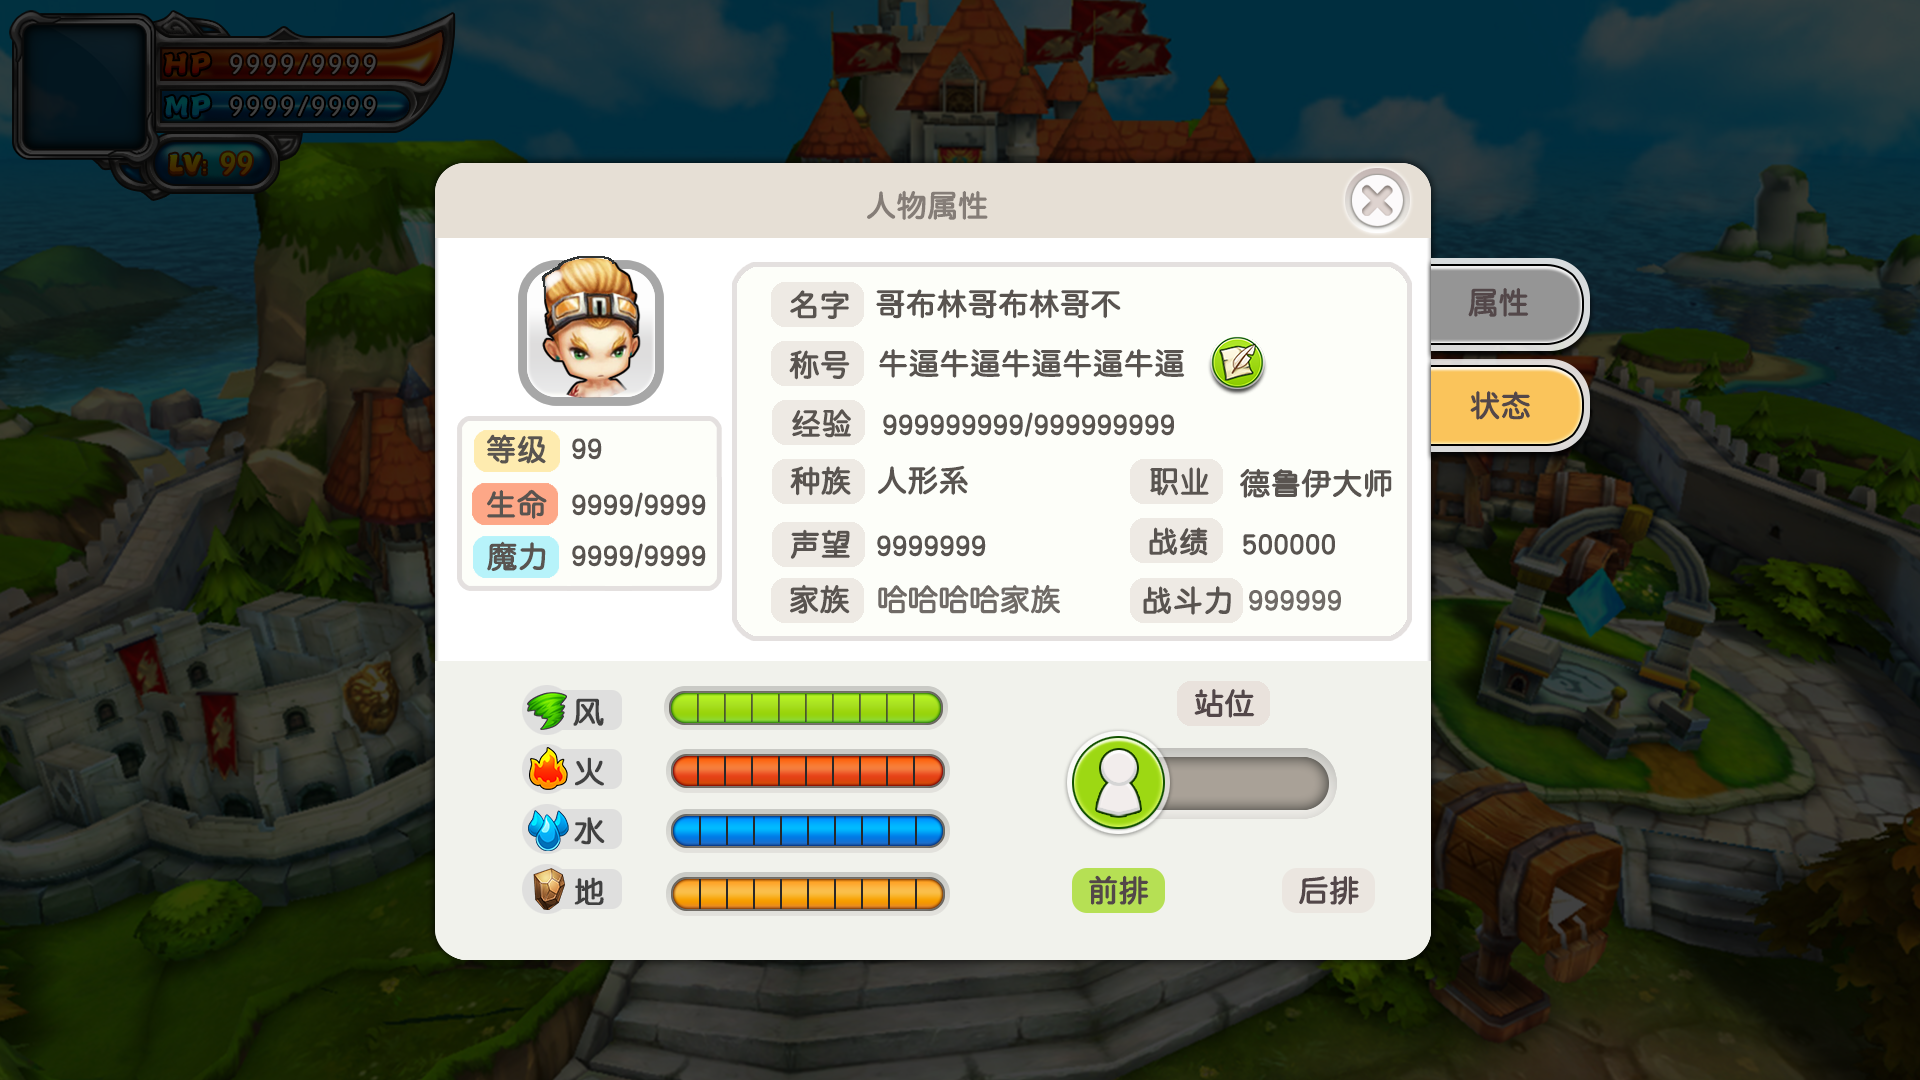 HP 9999/9999
MP 9999/9999
LV: 99
人物属性
名字 哥布林哥布林哥不
称号 牛逼牛逼牛逼牛逼牛逼
经验 999999999/999999999
种族 人形系 职业 德鲁伊大师
声望 9999999 战绩 500000
家族 哈哈哈哈家族 战斗力 999999
等级 99
生命 9999/9999
魔力 9999/9999
属性
状态
风
火
水
地
站位
前排 后排